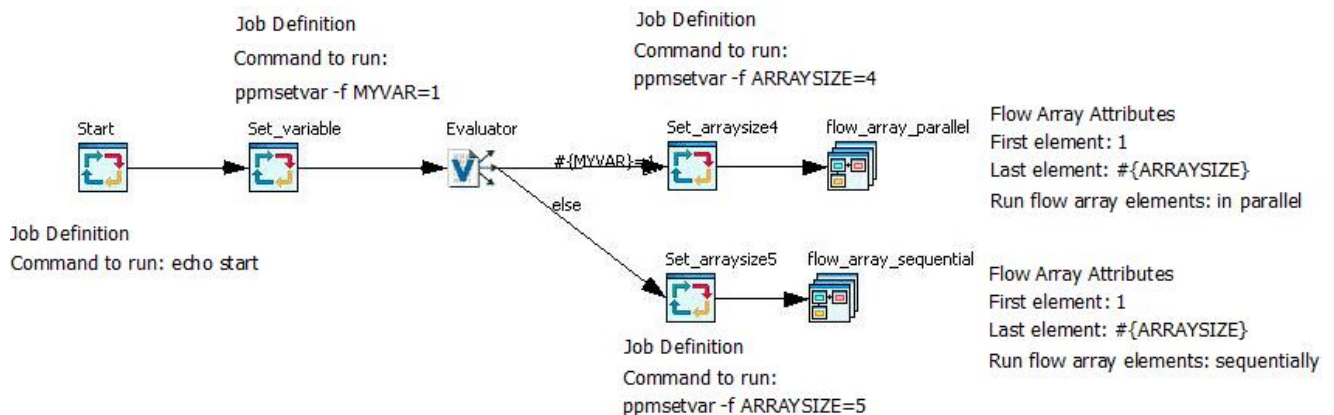 Job Definition
Command to run:
ppmsetvar -f MYVAR=1
Job Definition
Command to run:
ppmsetvar -f ARRAYSIZE=4
Start
Set_variable
Evaluator
#{MYVAR}=1
Set_arraysize4
flow_array_parallel
Flow Array Attributes
First element: 1
Last element: #{ARRAYSIZE}
Run flow array elements: in parallel
else
Job Definition
Command to run: echo start
Set_arraysize5
flow_array_sequential
Flow Array Attributes
First element: 1
Last element: #{ARRAYSIZE}
Run flow array elements: sequentially
Job Definition
Command to run:
ppmsetvar -f ARRAYSIZE=5